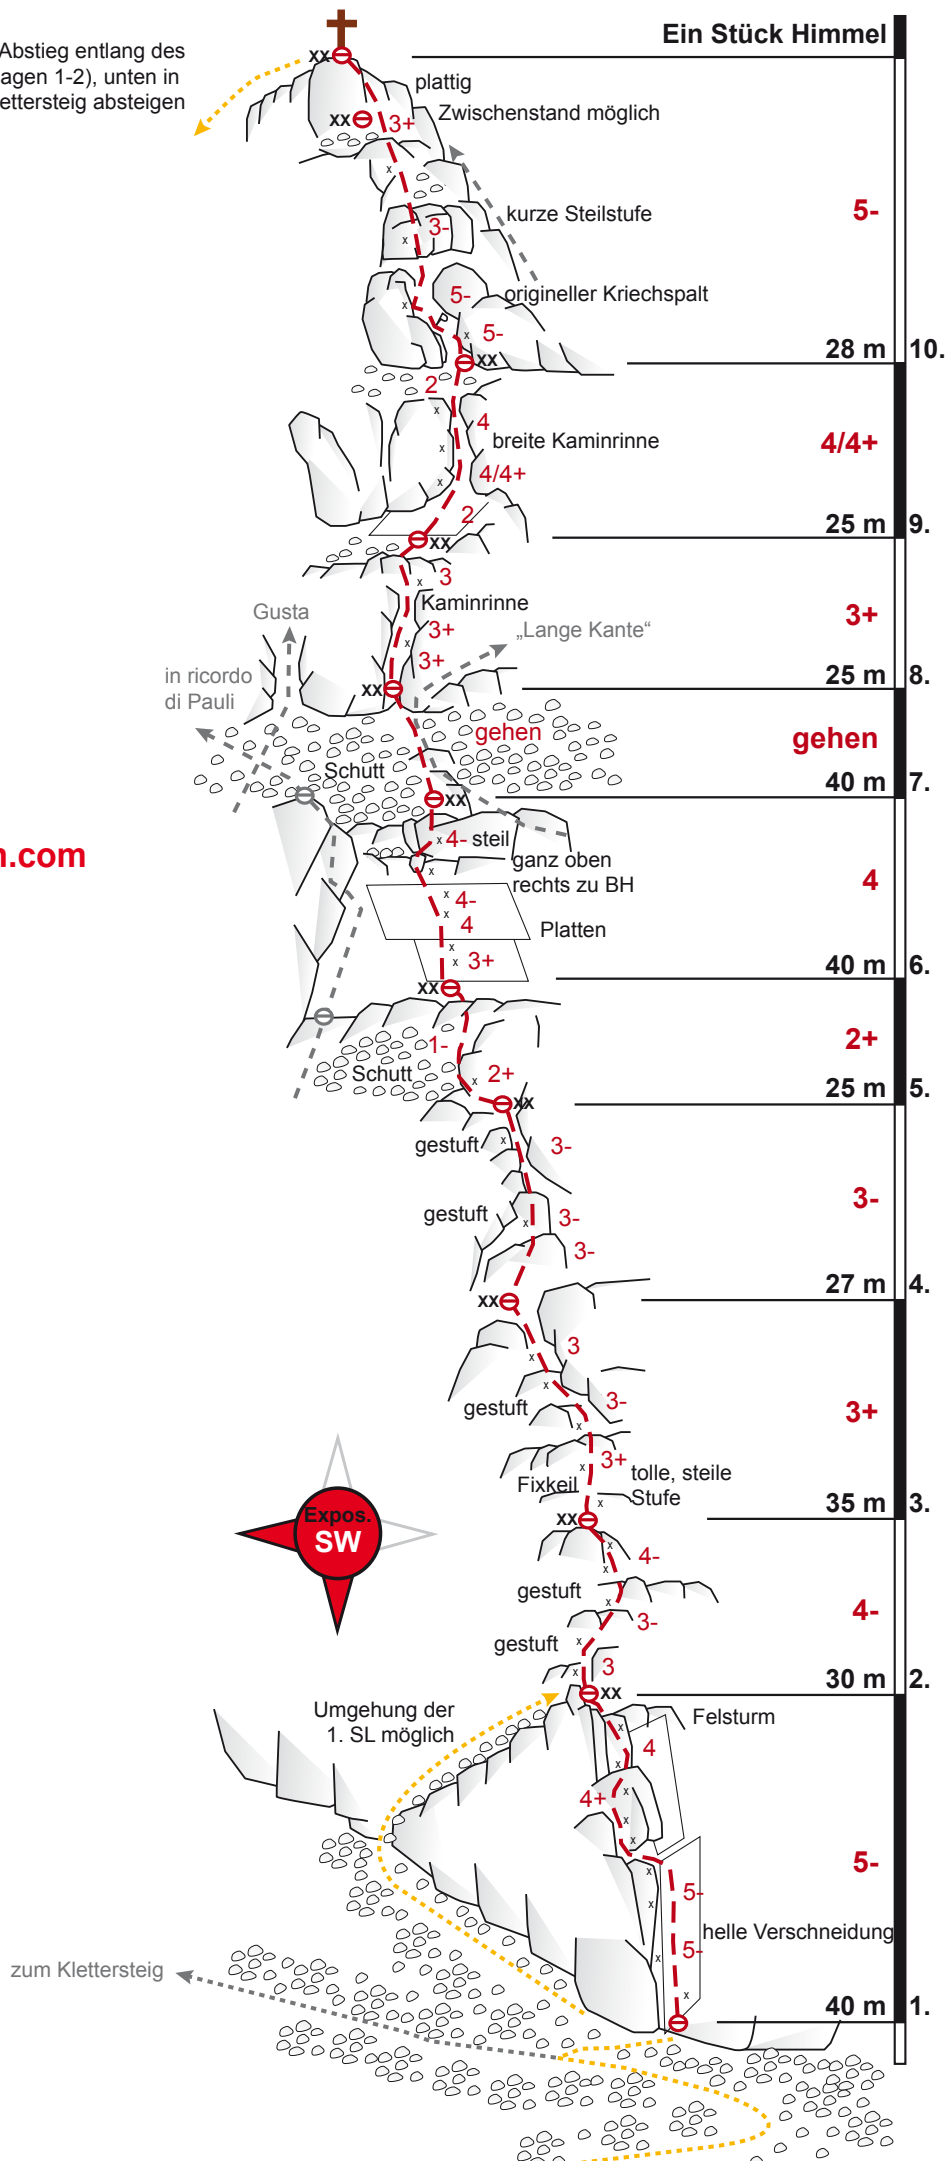 Ein Stück Himmel
Abstieg entlang des
agen 1-2), unten in
ettersteig absteigen
xx
plattig
xx
3+
Zwischenstand möglich
x
kurze Steilstufe
5-
3-
x
5-
origineller Kriechspalt
x
P
5-
x
xx
28 m
10.
2
x
4
breite Kaminrinne
4/4+
x
4/4+
x
2
25 m
9.
xx
3
x
Gusta
Kaminrinne
3+
3+
„Lange Kante“
x
3+
in ricordo
di Pauli
xx
25 m
8.
gehen
gehen
Schutt
40 m
7.
xx
x
4- steil
n.com
ganz oben
rechts zu BH
x
4
x
4-
x
4
Platten
x
x
3+
40 m
6.
xx
1-
2+
Schutt
x
2+
25 m
5.
xx
gestuft
x
3-
3-
gestuft
x
3-
3-
27 m
4.
xx
x
3
x
3-
gestuft
x
3+
3+
x
tolle, steile
Stufe
Fixkeil
x
35 m
3.
Expos.
SW
xx
x
4-
x
gestuft
x
x
3-
4-
gestuft
x
x
3
30 m
2.
xx
Umgehung der
1. SL möglich
Felsturm
x
4
x
4+
x
x
x
5-
x
5-
x
helle Verschneidung
5-
x
zum Klettersteig
x
40 m
1.